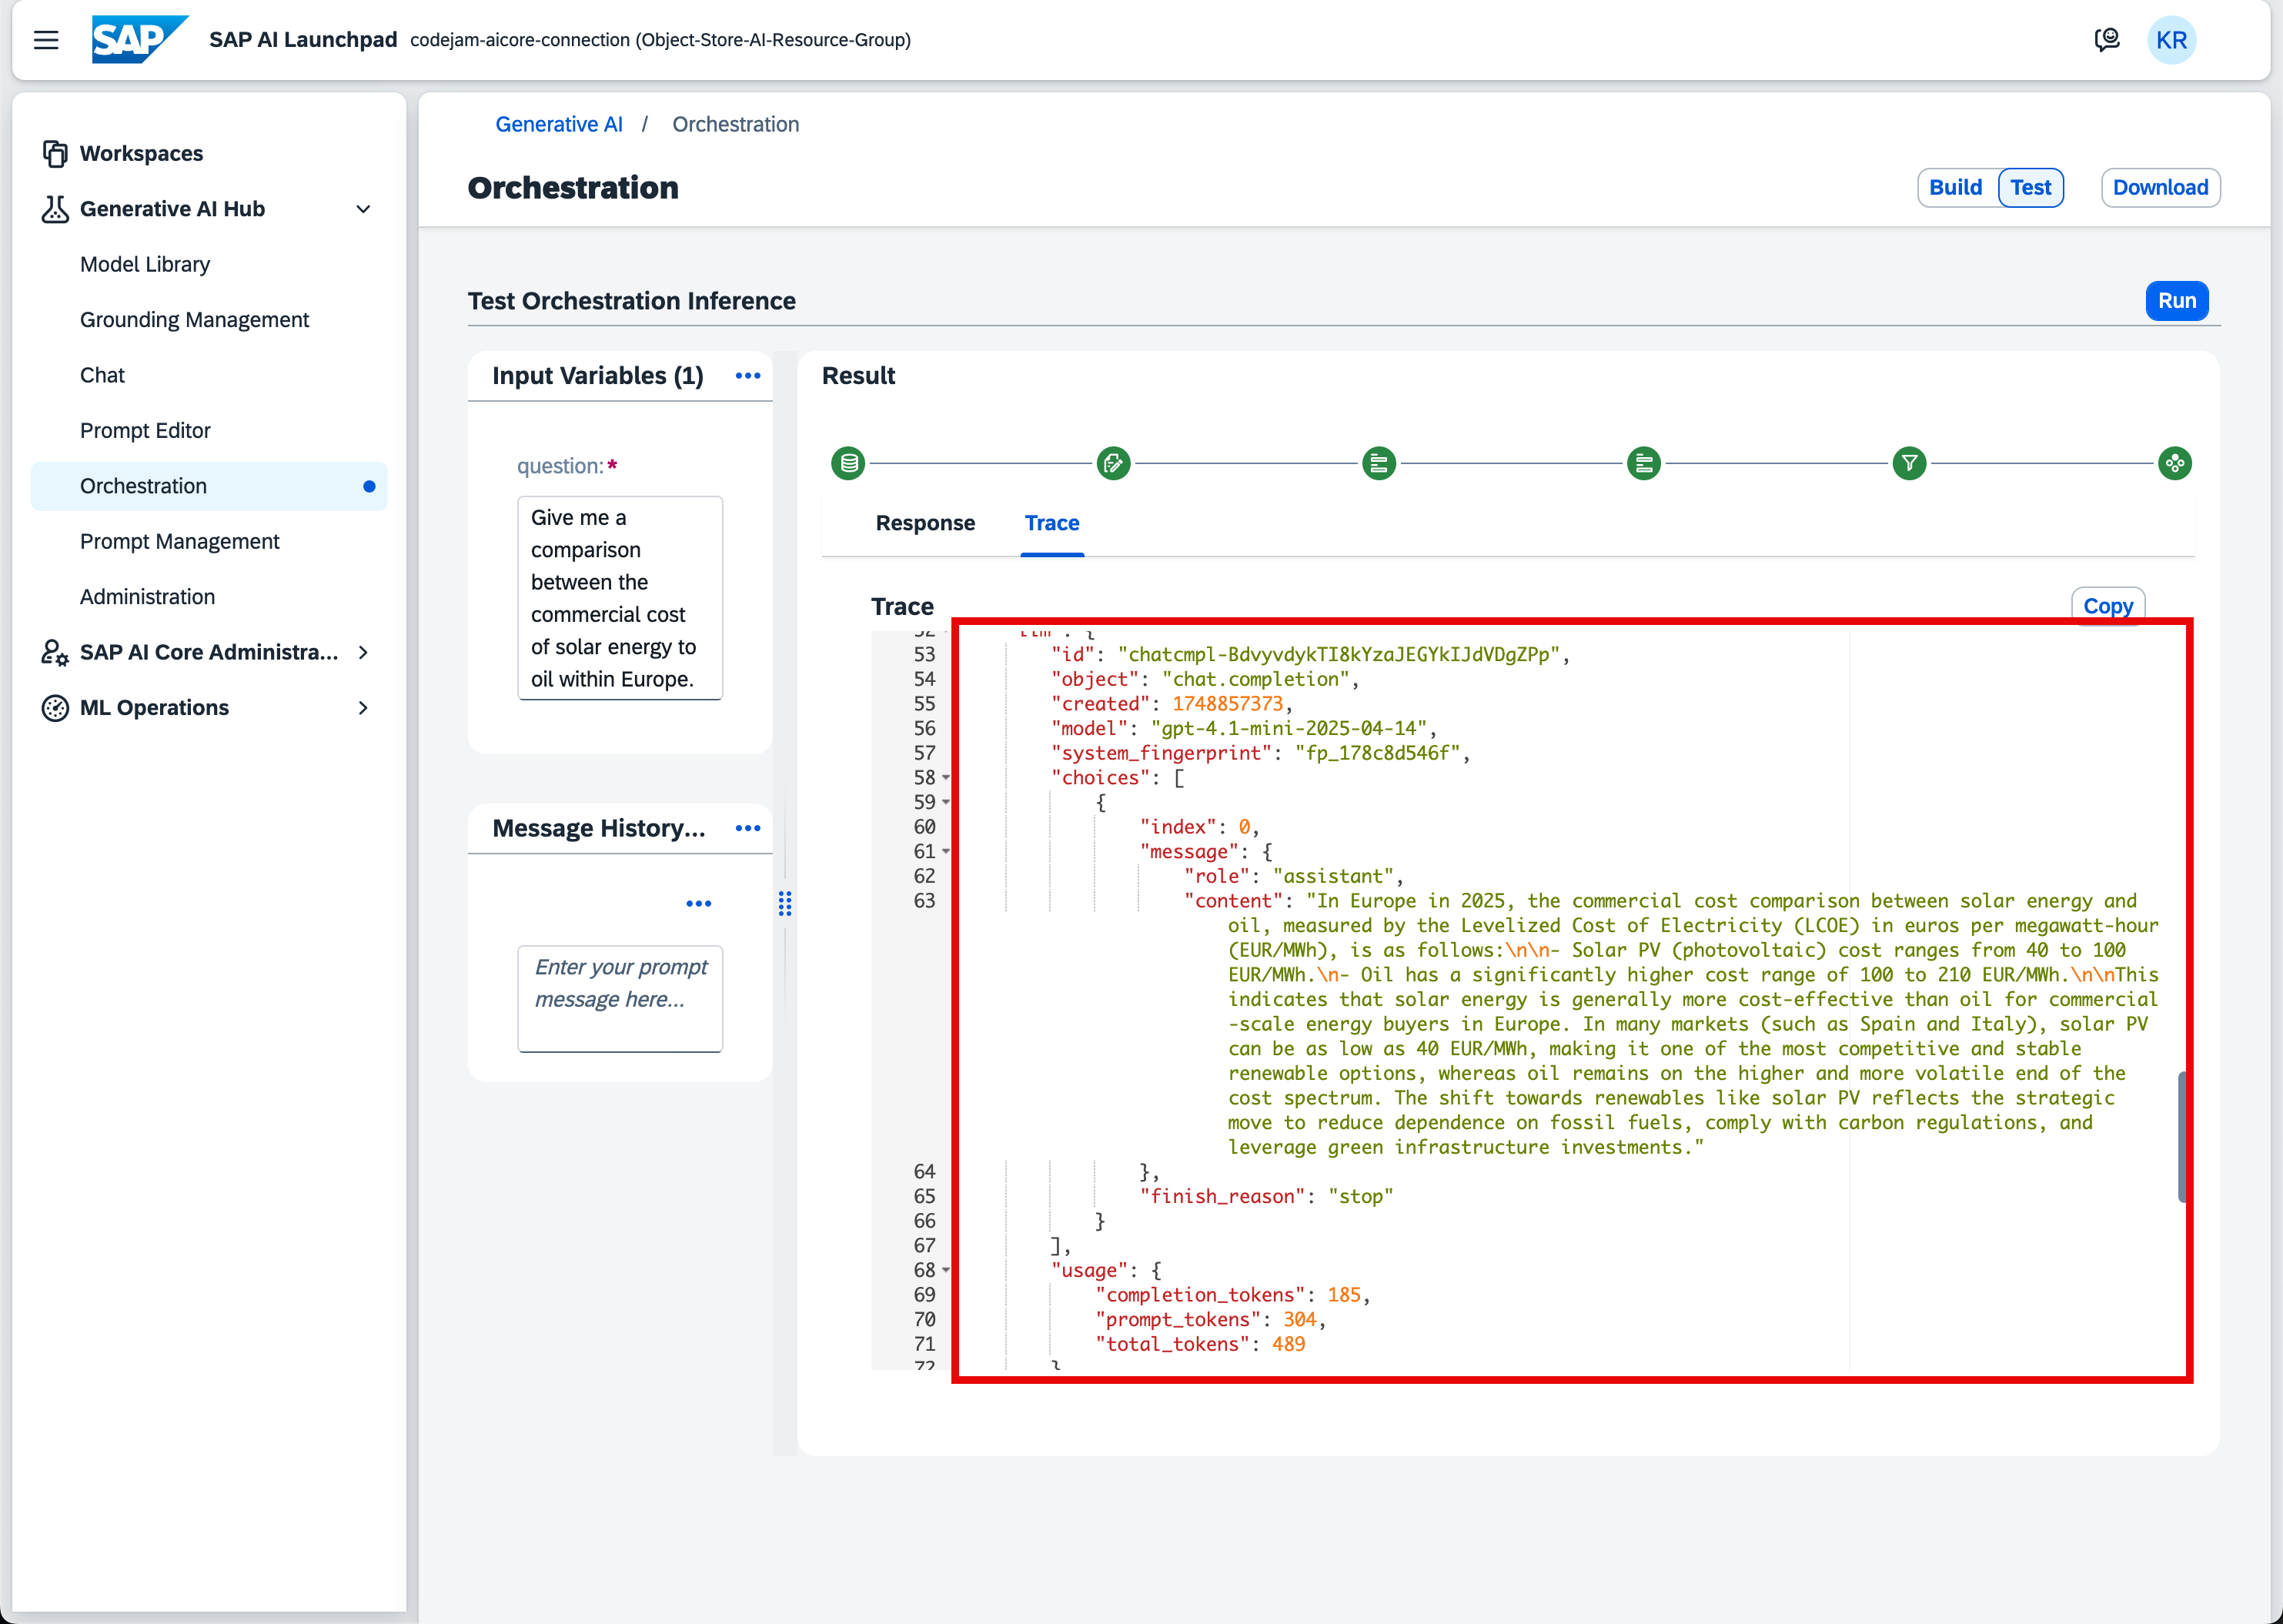 SAP
SAP AI Launchpad codejam-aicore-connection (Object-Store-AI-Resource-Group)
KR
Workspaces
Generative AI Hub
Model Library
Grounding Management
Chat
Prompt Editor
Orchestration
Prompt Management
Administration
SAP AI Core Administra...
ML Operations
Generative AI / Orchestration
Orchestration
Build Test Download
Test Orchestration Inference
Run
Input Variables (1) •••
question:*
Give me a
comparison
between the
commercial cost
of solar energy to
oil within Europe.
Message History... •••
•••
Enter your prompt
message here...
Result
Response Trace
Trace
Copy
52 "llm": {
53 "id": "chatcmpl-BdvyvdykTI8kYzaJEGYkIJdVDgZPp",
54 "object": "chat.completion",
55 "created": 1748857373,
56 "model": "gpt-4.1-mini-2025-04-14",
57 "system_fingerprint": "fp_178c8d546f",
58 "choices": [
59 {
60 "index": 0,
61 "message": {
62 "role": "assistant",
63 "content": "In Europe in 2025, the commercial cost comparison between solar energy and
oil, measured by the Levelized Cost of Electricity (LCOE) in euros per megawatt-hour
(EUR/MWh), is as follows:\n\n- Solar PV (photovoltaic) cost ranges from 40 to 100
EUR/MWh.\n- Oil has a significantly higher cost range of 100 to 210 EUR/MWh.\n\nThis
indicates that solar energy is generally more cost-effective than oil for commercial
-scale energy buyers in Europe. In many markets (such as Spain and Italy), solar PV
can be as low as 40 EUR/MWh, making it one of the most competitive and stable
renewable options, whereas oil remains on the higher and more volatile end of the
cost spectrum. The shift towards renewables like solar PV reflects the strategic
move to reduce dependence on fossil fuels, comply with carbon regulations, and
leverage green infrastructure investments."
64 },
65 "finish_reason": "stop"
66 }
67 ],
68 "usage": {
69 "completion_tokens": 185,
70 "prompt_tokens": 304,
71 "total_tokens": 489
72 }